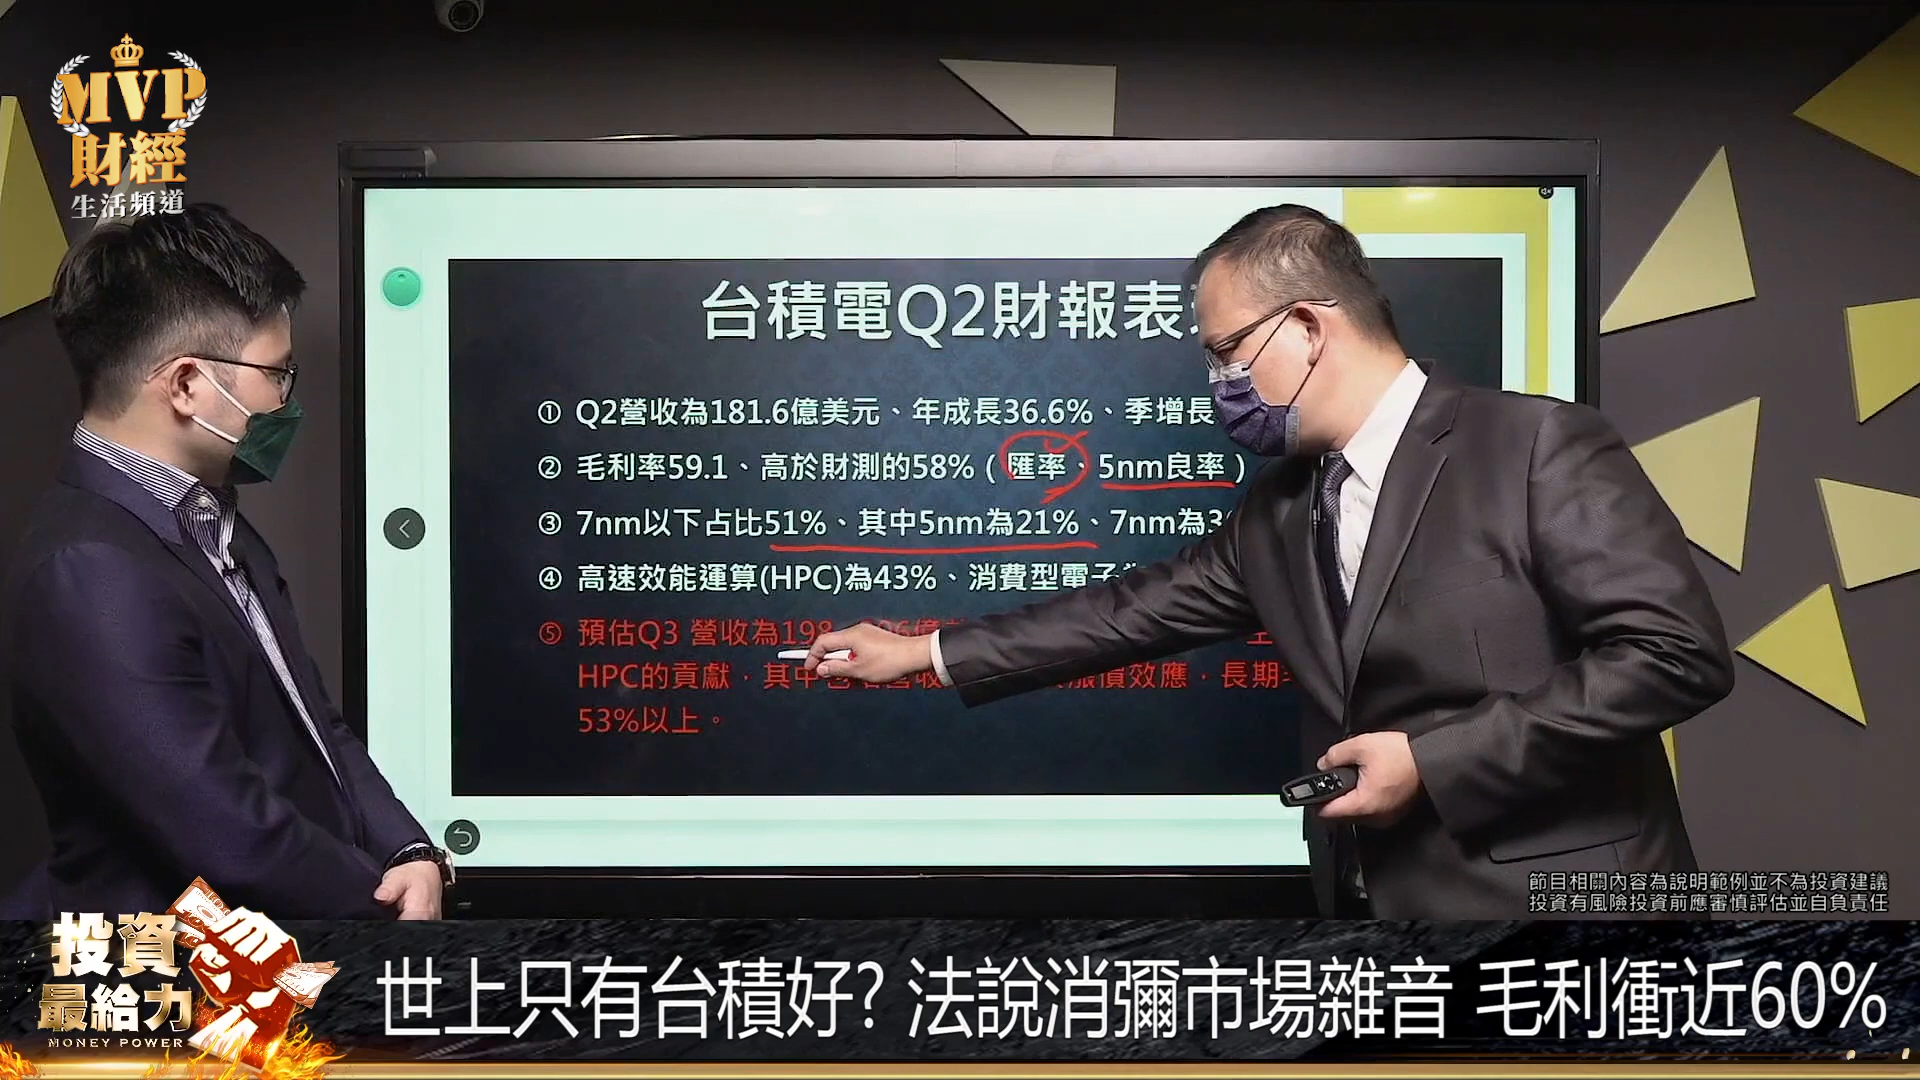 MVP
財經
生活頻道
台積電Q2財報表
① Q2營收為181.6億美元、年成長36.6%、季增長
② 毛利率59.1、高於財測的58%（匯率、5nm良率）
③ 7nm以下占比51%、其中5nm為21%、7nm為3
④ 高速效能運算(HPC)為43%、消費型電子
⑤ 預估Q3 營收為198
HPC的貢獻，其中 漲價效應，長期
53%以上。
節目相關內容為說明範例並不為投資建議
投資有風險投資前應審慎評估並自負責任
投資
最給力
MONEY POWER
世上只有台積好? 法說消彌市場雜音 毛利衝近60%